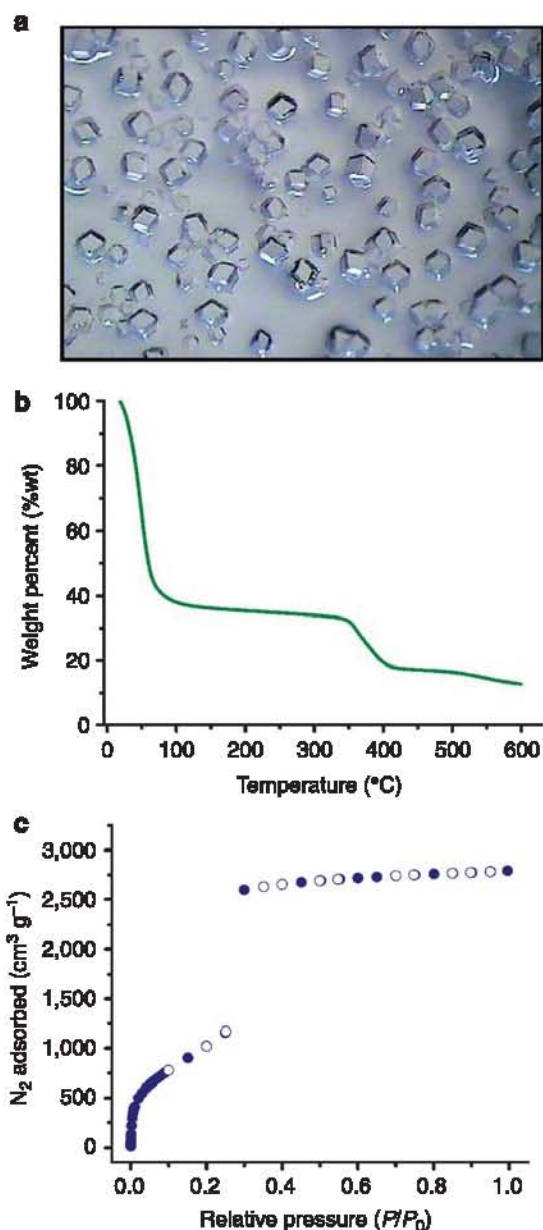 a
b
100
80
60
40
20
0
Weight percent (%wt)
0 100 200 300 400 500 600
Temperature (°C)
c
3,000
2,500
2,000
1,500
1,000
500
0
N₂ adsorbed (cm³ g⁻¹)
0.0 0.2 0.4 0.6 0.8 1.0
Relative pressure (P/P₀)